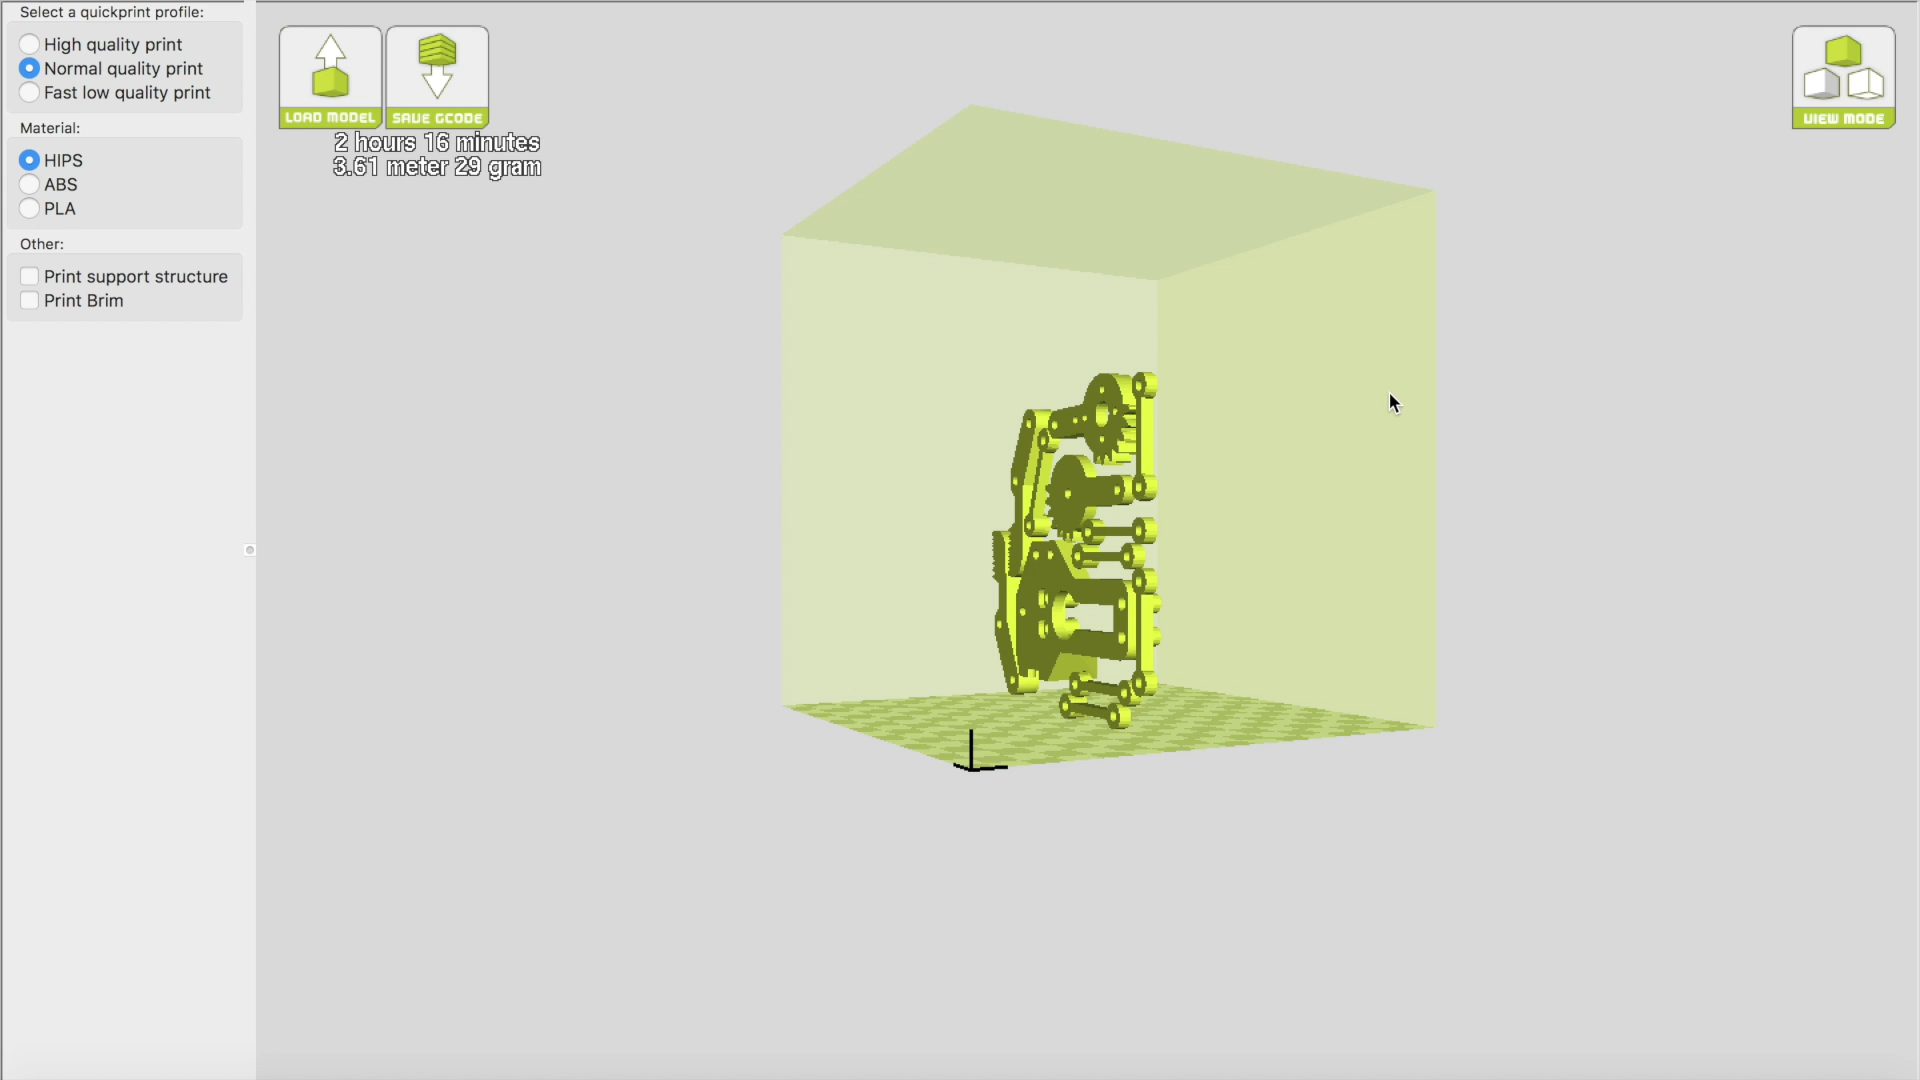 Select a quickprint profile:
High quality print
Normal quality print
Fast low quality print
Material:
HIPS
ABS
PLA
Other:
Print support structure
Print Brim
LOAD MODEL
SAVE GCODE
2 hours 16 minutes
3.61 meter 29 gram
VIEW MODE